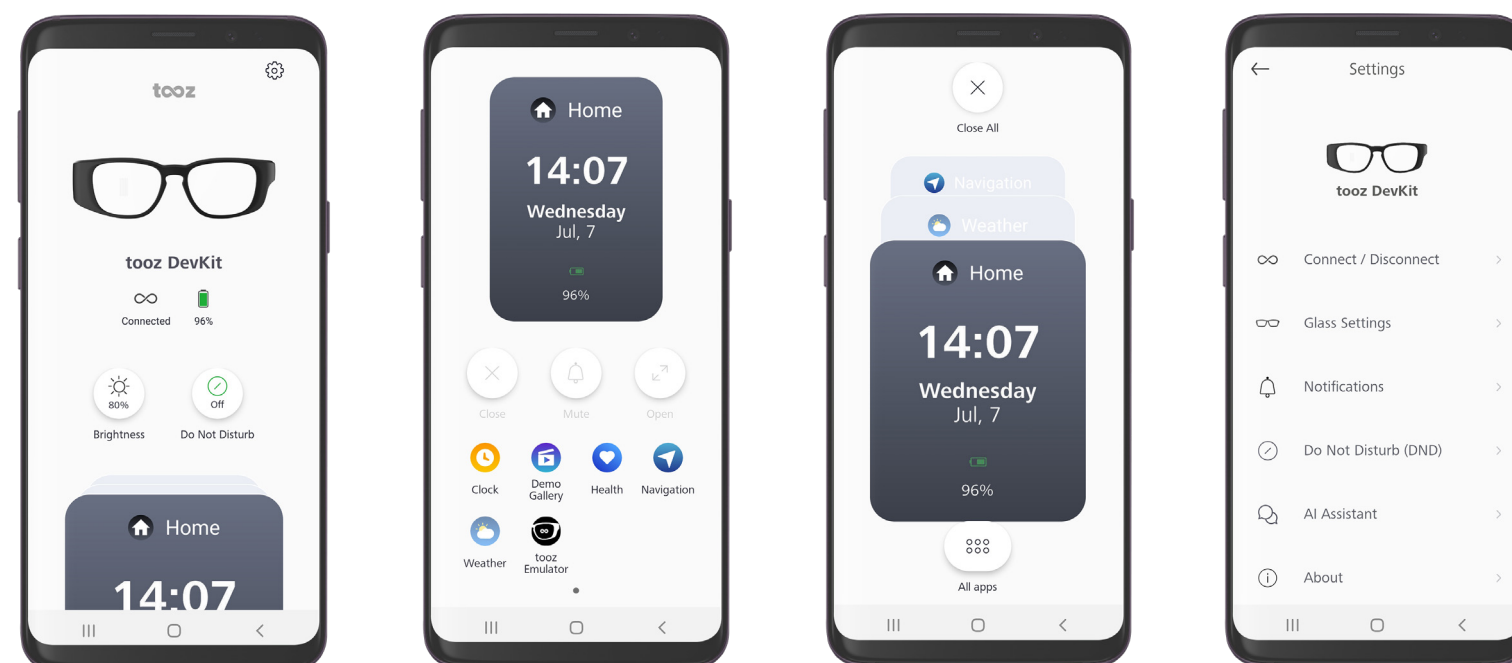 tooz
tooz DevKit
Connected 96%
80% Off
Brightness Do Not Disturb
Home
14:07
Home
14:07
Wednesday
Jul, 7
96%
Close Mute Open
Clock Demo Gallery Health Navigation
Weather tooz Emulator
Close All
Navigation
Weather
Home
14:07
Wednesday
Jul, 7
96%
All apps
Settings
tooz DevKit
Connect / Disconnect
Glass Settings
Notifications
Do Not Disturb (DND)
AI Assistant
About